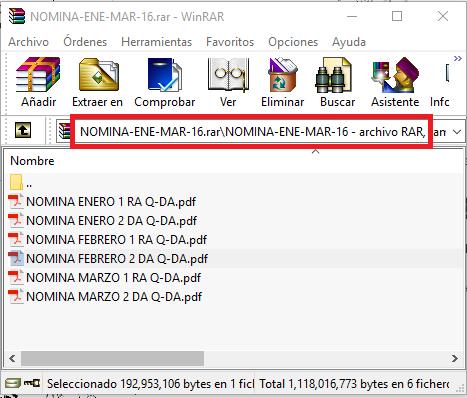 NOMINA-ENE-MAR-16.rar - WinRAR
Archivo Órdenes Herramientas Favoritos Opciones Ayuda
Añadir Extraer en Comprobar Ver Eliminar Buscar Asistente Info
NOMINA-ENE-MAR-16.rar\NOMINA-ENE-MAR-16 - archivo RAR, tam
Nombre
..
NOMINA ENERO 1 RA Q-DA.pdf
NOMINA ENERO 2 DA Q-DA.pdf
NOMINA FEBRERO 1 RA Q-DA.pdf
NOMINA FEBRERO 2 DA Q-DA.pdf
NOMINA MARZO 1 RA Q-DA.pdf
NOMINA MARZO 2 DA Q-DA.pdf
Seleccionado 192,953,106 bytes en 1 fich Total 1,118,016,773 bytes en 6 ficheros